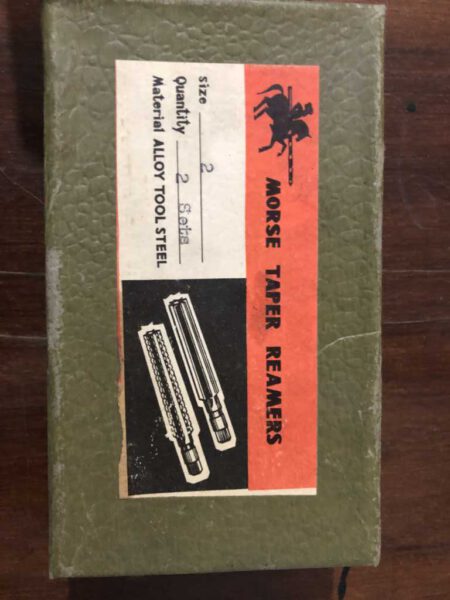 MORSE TAPER REAMERS
Size 2
Quantity 2 Sets
Material ALLOY TOOL STEEL